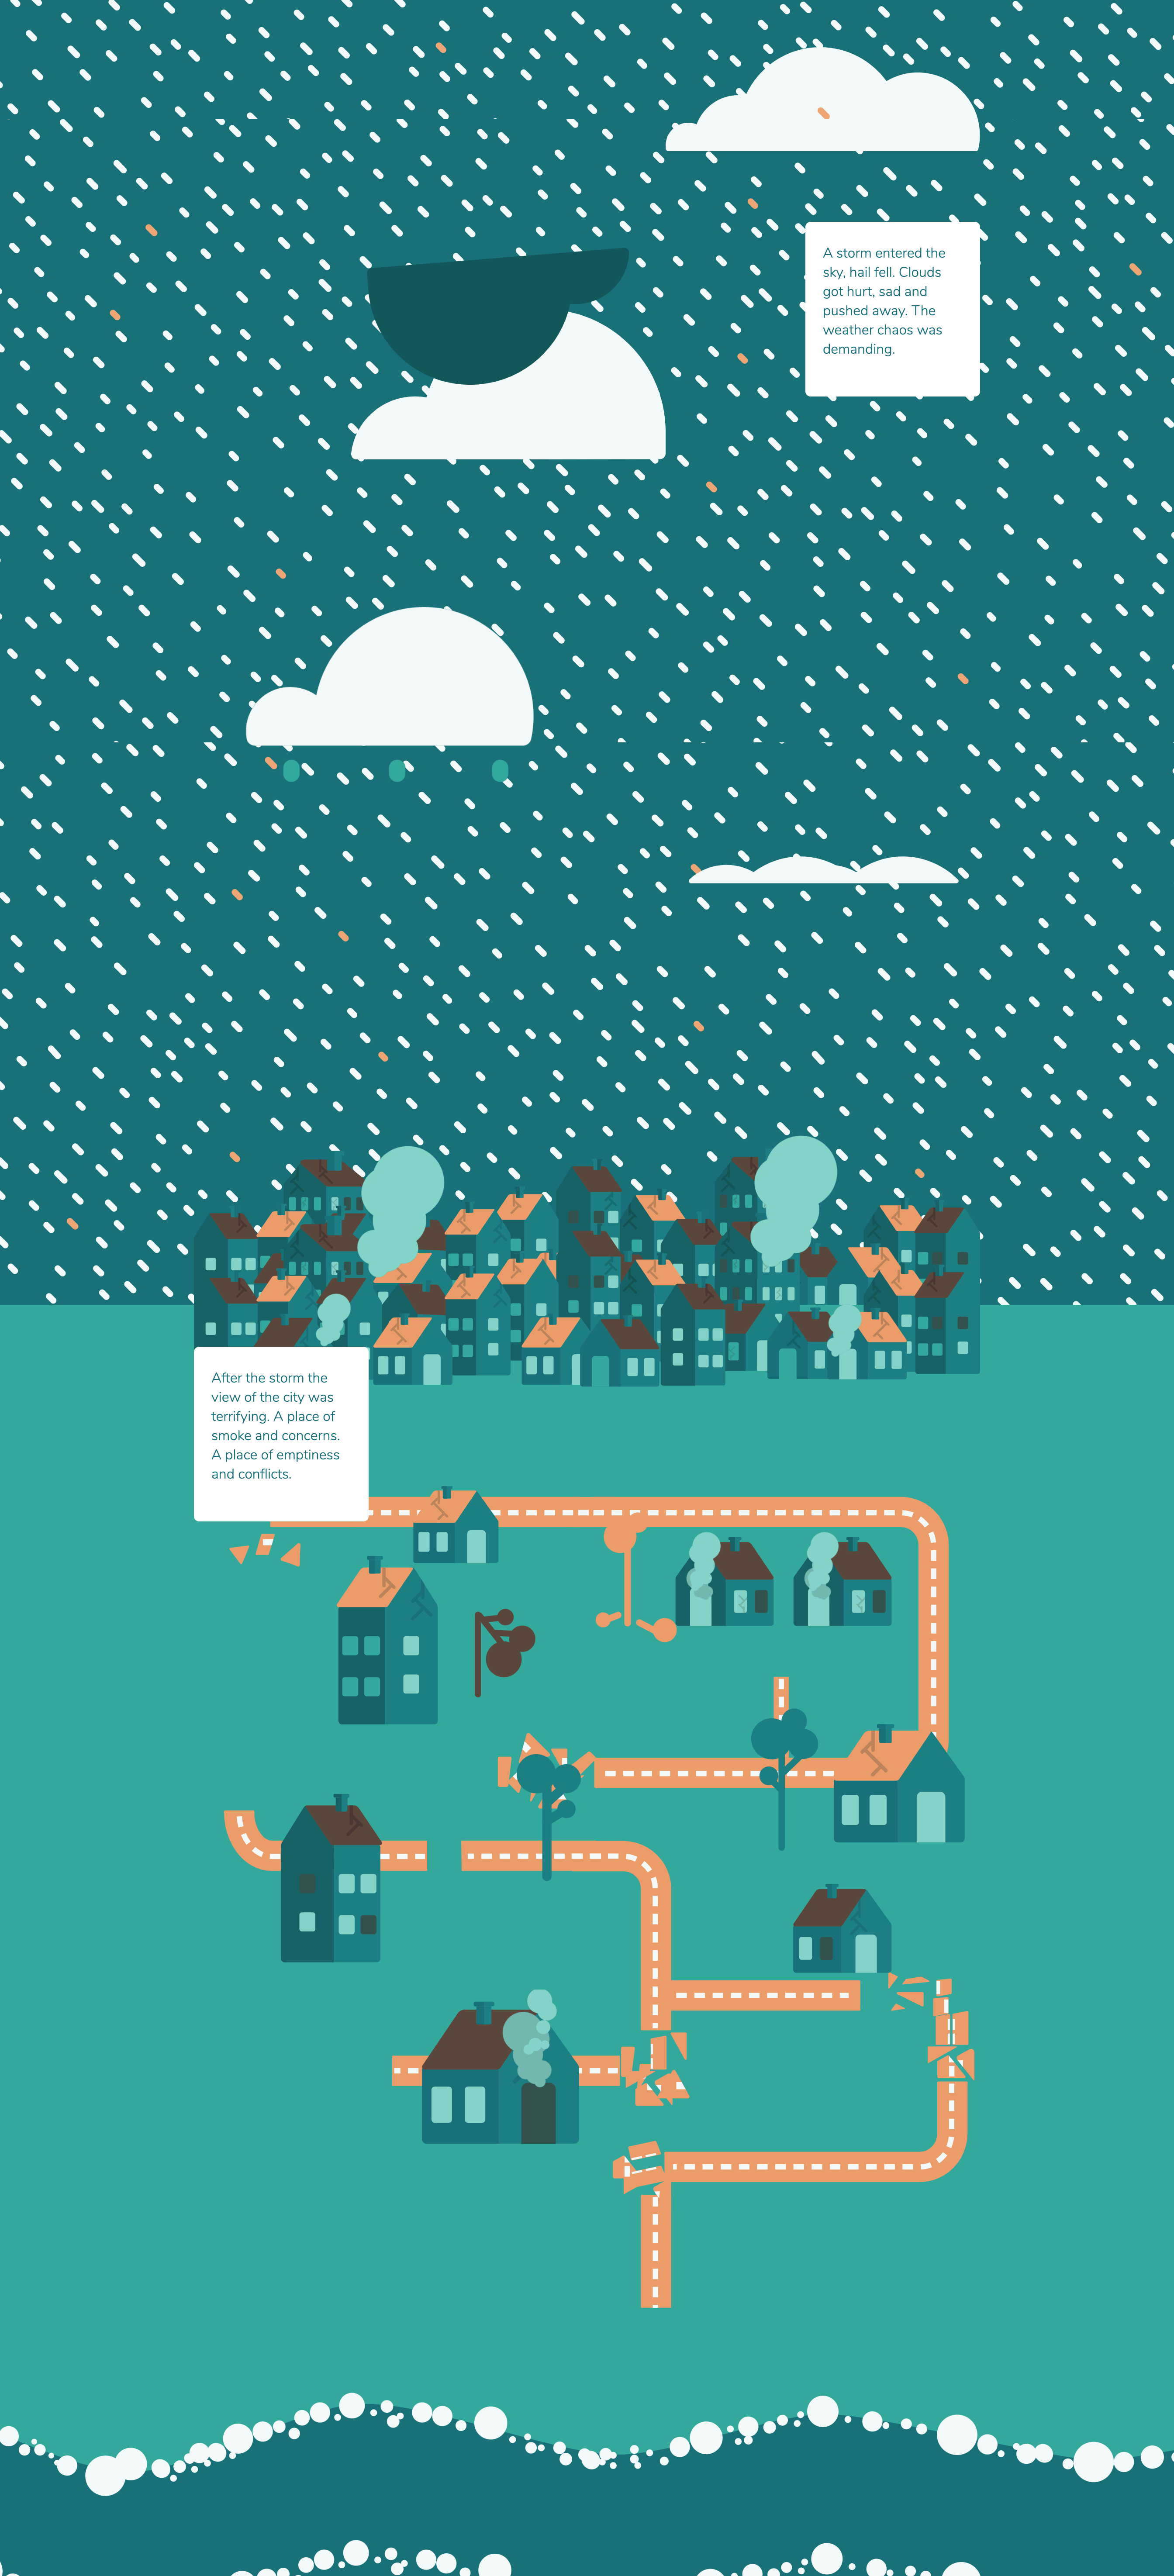 A storm entered the
sky, hail fell. Clouds
got hurt, sad and
pushed away. The
weather chaos was
demanding.
After the storm the
view of the city was
terrifying. A place of
smoke and concerns.
A place of emptiness
and conflicts.